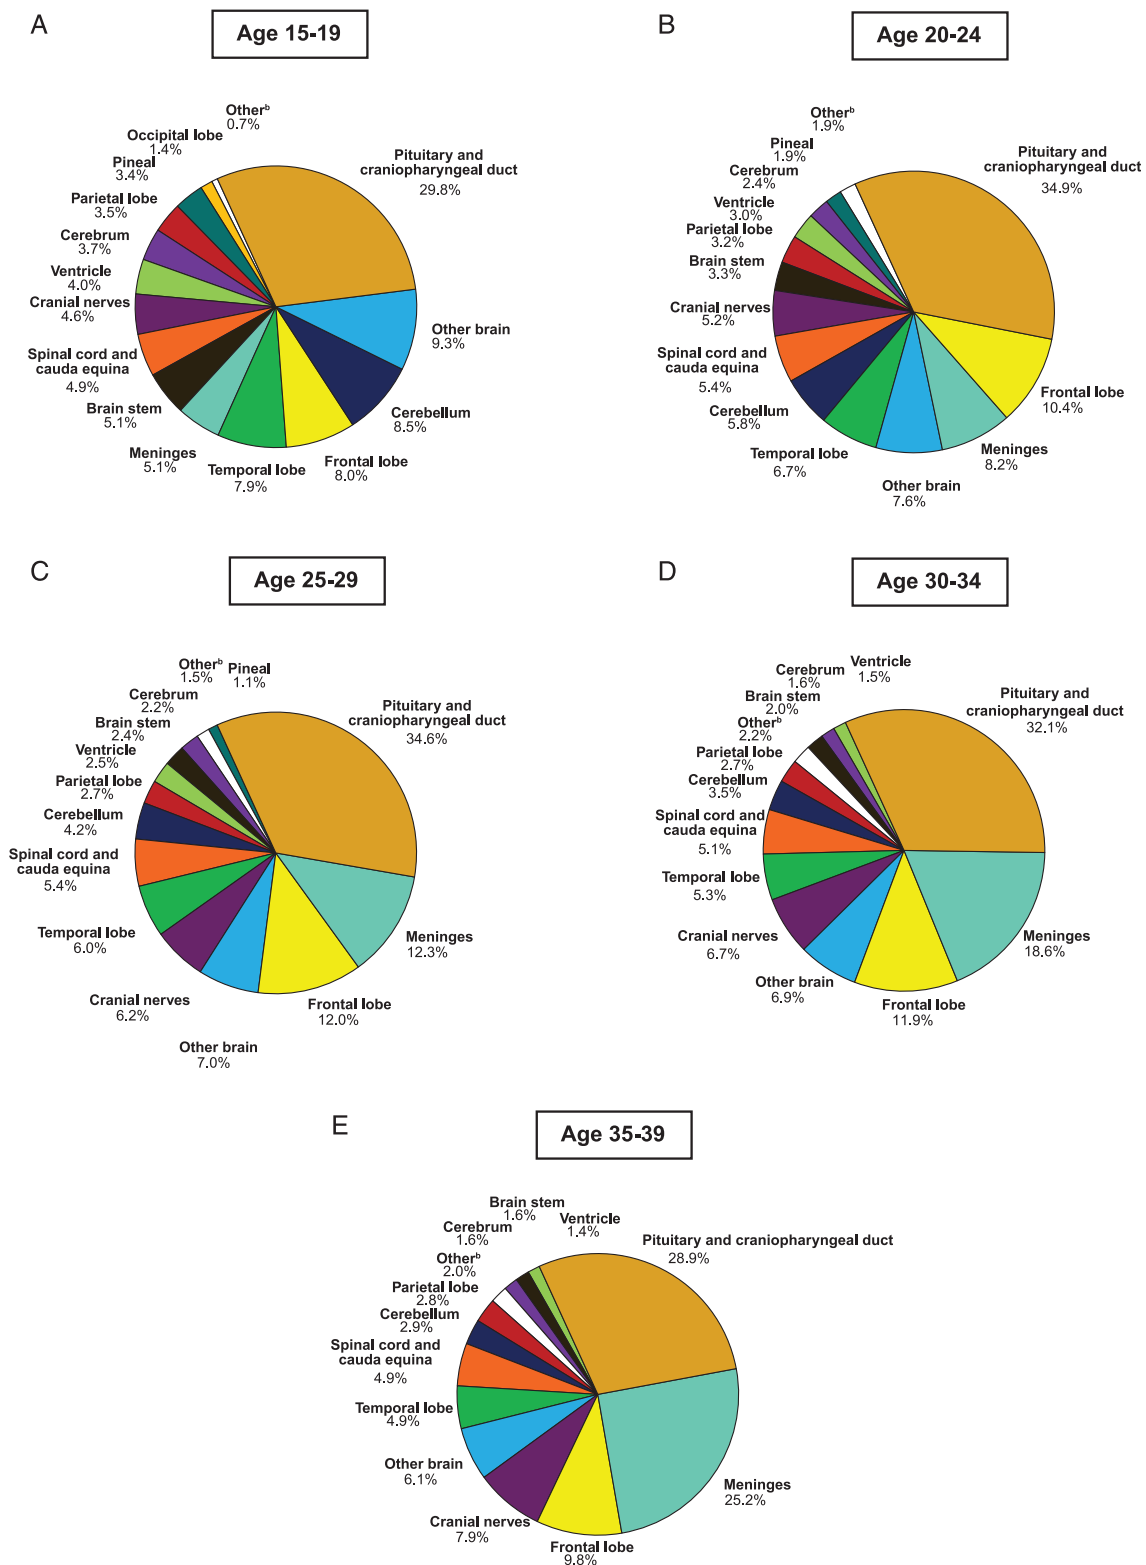 A
Age 15-19
Other^b
0.7%
Occipital lobe
1.4%
Pineal
3.4%
Parietal lobe
3.5%
Cerebrum
3.7%
Ventricle
4.0%
Cranial nerves
4.6%
Spinal cord and
cauda equina
4.9%
Brain stem
5.1%
Meninges
5.1%
Temporal lobe
7.9%
Frontal lobe
8.0%
Cerebellum
8.5%
Other brain
9.3%
Pituitary and
craniopharyngeal duct
29.8%
B
Age 20-24
Other^b
1.9%
Pineal
1.9%
Cerebrum
2.4%
Ventricle
3.0%
Parietal lobe
3.2%
Brain stem
3.3%
Cranial nerves
5.2%
Spinal cord and
cauda equina
5.4%
Cerebellum
5.8%
Temporal lobe
6.7%
Other brain
7.6%
Meninges
8.2%
Frontal lobe
10.4%
Pituitary and
craniopharyngeal duct
34.9%
C
Age 25-29
Other^b
1.5%
Pineal
1.1%
Cerebrum
2.2%
Brain stem
2.4%
Ventricle
2.5%
Parietal lobe
2.7%
Cerebellum
4.2%
Spinal cord and
cauda equina
5.4%
Temporal lobe
6.0%
Cranial nerves
6.2%
Other brain
7.0%
Frontal lobe
12.0%
Meninges
12.3%
Pituitary and
craniopharyngeal duct
34.6%
D
Age 30-34
Ventricle
1.5%
Cerebrum
1.6%
Brain stem
2.0%
Other^b
2.2%
Parietal lobe
2.7%
Cerebellum
3.5%
Spinal cord and
cauda equina
5.1%
Temporal lobe
5.3%
Cranial nerves
6.7%
Other brain
6.9%
Frontal lobe
11.9%
Meninges
18.6%
Pituitary and
craniopharyngeal duct
32.1%
E
Age 35-39
Brain stem
1.6%
Ventricle
1.4%
Cerebrum
1.6%
Other^b
2.0%
Parietal lobe
2.8%
Cerebellum
2.9%
Spinal cord and
cauda equina
4.9%
Temporal lobe
4.9%
Other brain
6.1%
Cranial nerves
7.9%
Frontal lobe
9.8%
Meninges
25.2%
Pituitary and craniopharyngeal duct
28.9%